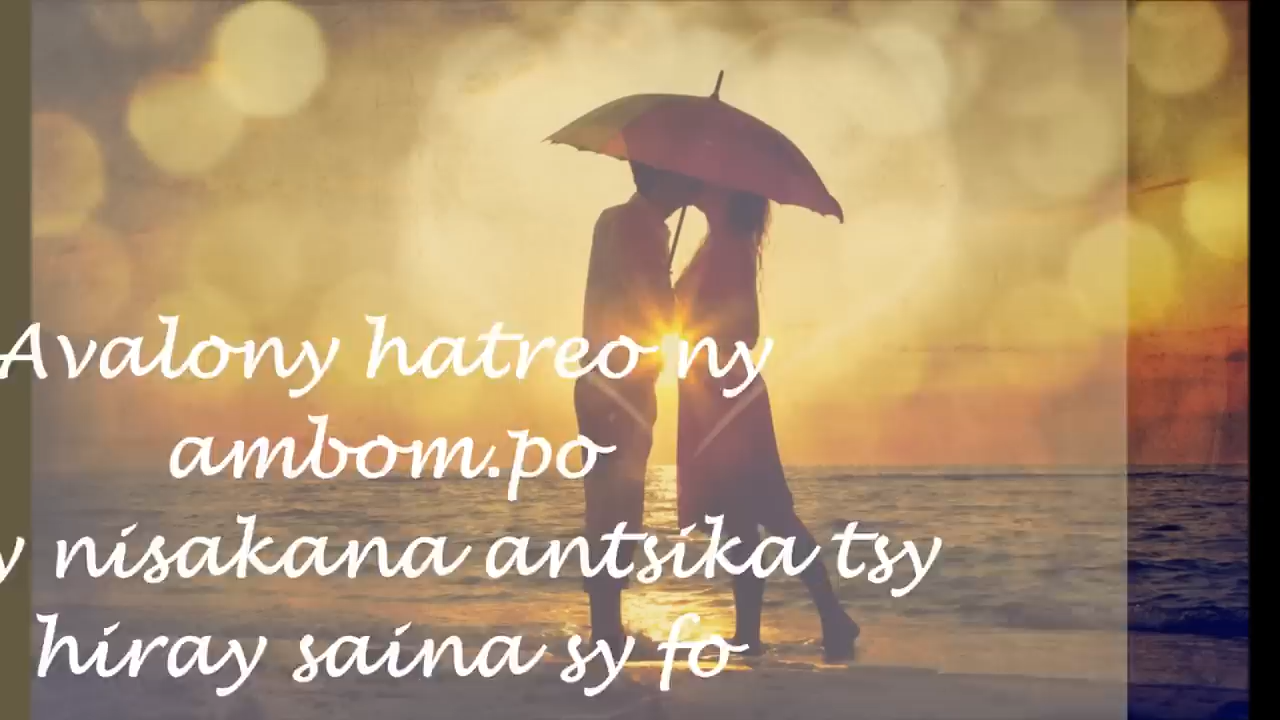 Avalony hatreo ny
ambom.po
y nisakana antsika tsy
hiray saina sy fo